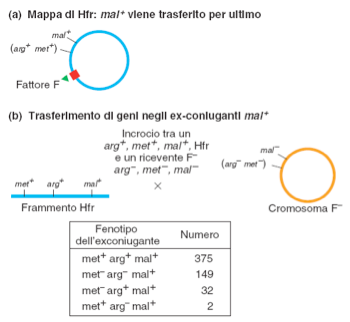 (a) Mappa di Hfr: mal⁺ viene trasferito per ultimo
mal⁺
(arg⁺ met⁺)
Fattore F
(b) Trasferimento di geni negli ex-coniuganti mal⁺
Incrocio tra un
arg⁺, met⁺, mal⁺, Hfr
e un ricevente F⁻
arg⁻, met⁻, mal⁻
×
mal⁻
(arg⁻ met⁻)
met⁺ arg⁺ mal⁺
Frammento Hfr
Cromosoma F⁻
Fenotipo dell'exconiugante Numero
met⁺ arg⁺ mal⁺ 375
met⁻ arg⁻ mal⁺ 149
met⁻ arg⁺ mal⁺ 32
met⁺ arg⁻ mal⁺ 2